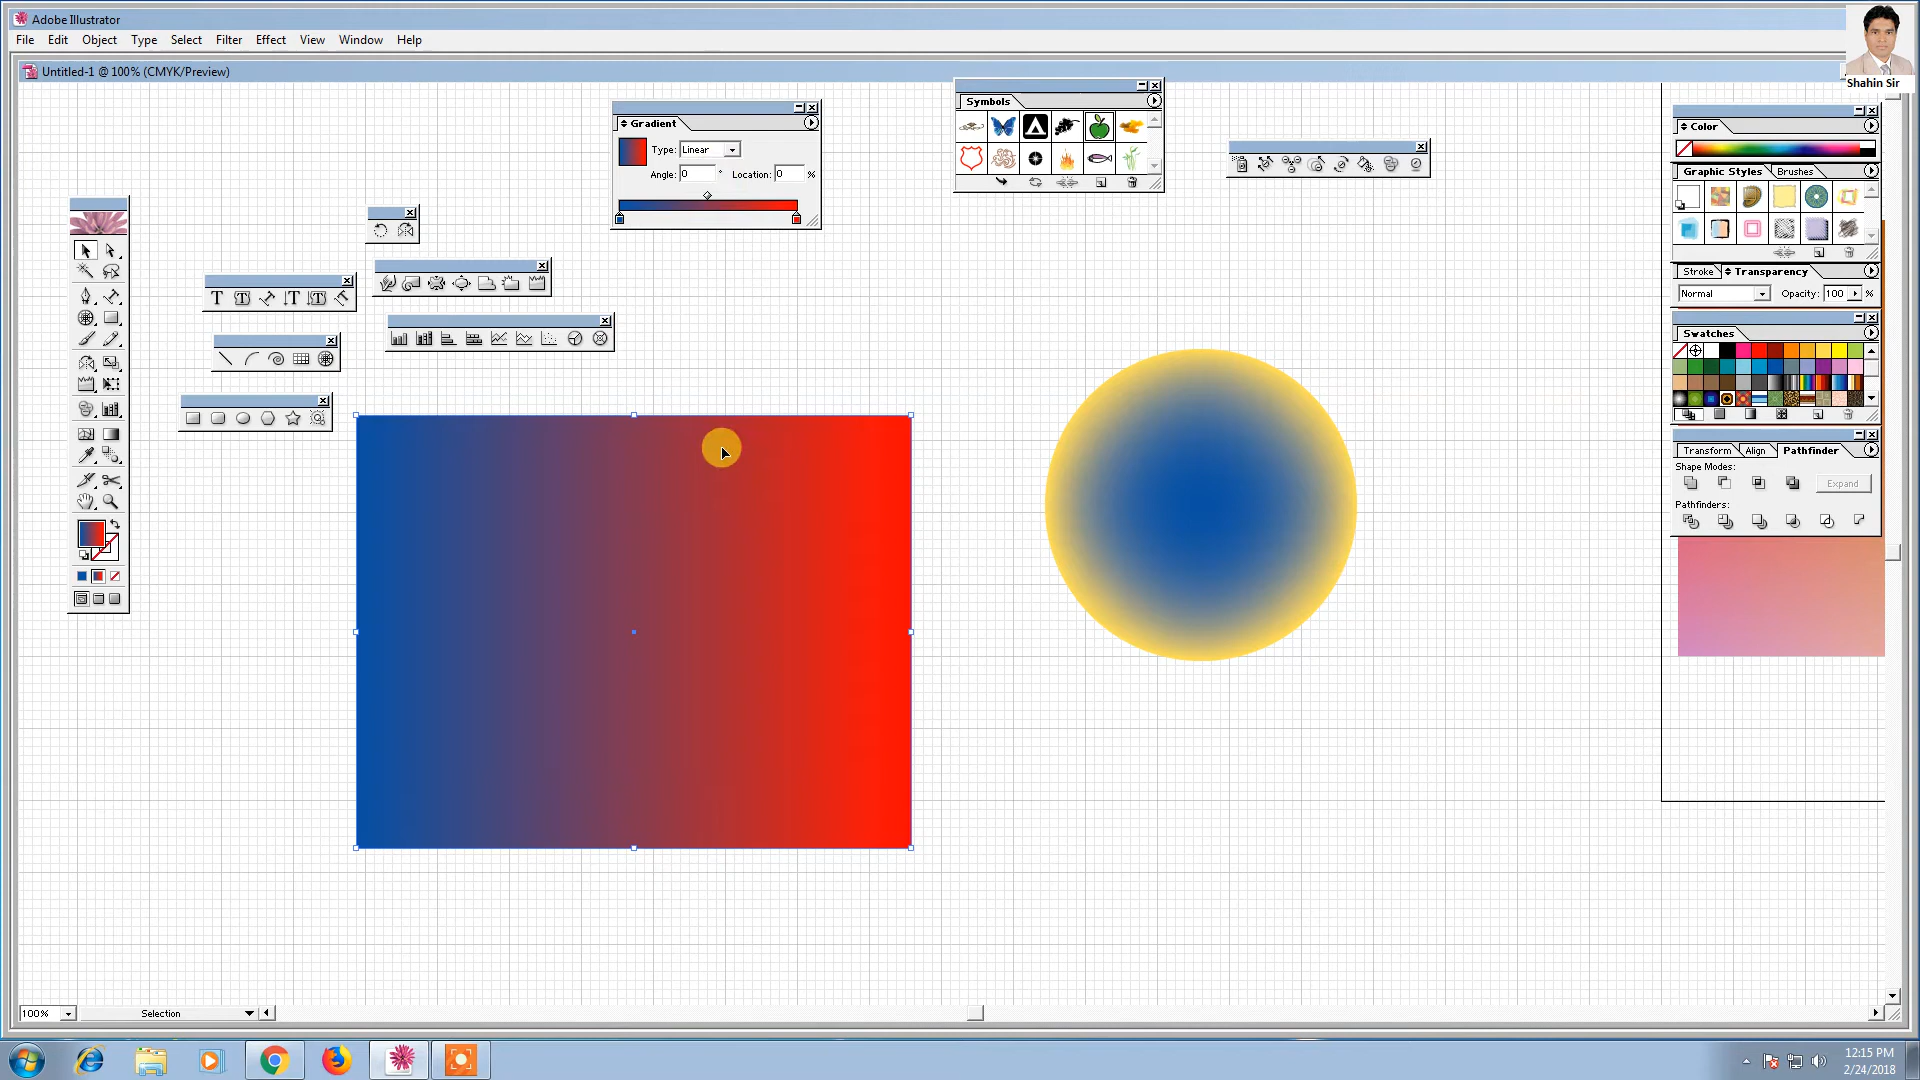 Adobe Illustrator
File Edit Object Type Select Filter Effect View Window Help
Shahin Sir
Untitled-1 @ 100% (CMYK/Preview)
Gradient
Type: Linear
Angle: 0 ° Location: 0 %
Symbols
Color
Graphic Styles Brushes
Stroke Transparency
Normal Opacity: 100 %
Swatches
Transform Align Pathfinder
Shape Modes:
Expand
Pathfinders:
100% Selection
12:15 PM
2/24/2018